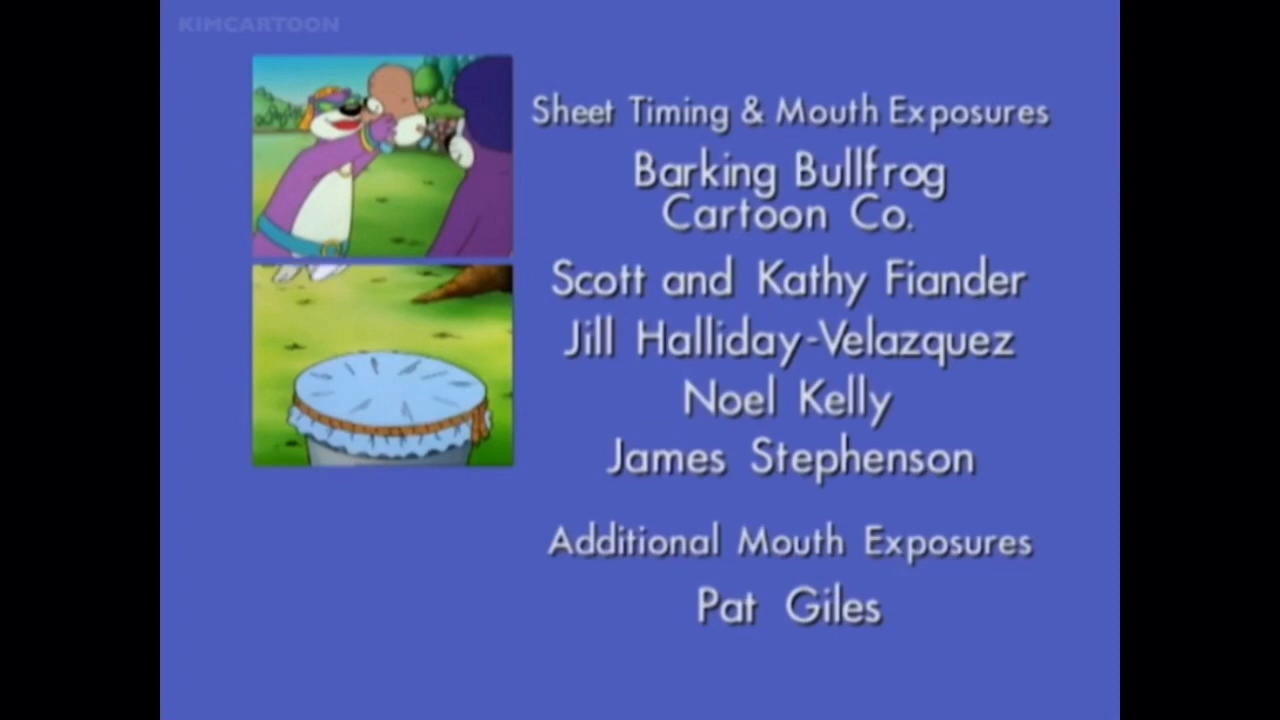 KIMCARTOON
Sheet Timing & Mouth Exposures
Barking Bullfrog
Cartoon Co.
Scott and Kathy Fiander
Jill Halliday-Velazquez
Noel Kelly
James Stephenson
Additional Mouth Exposures
Pat Giles